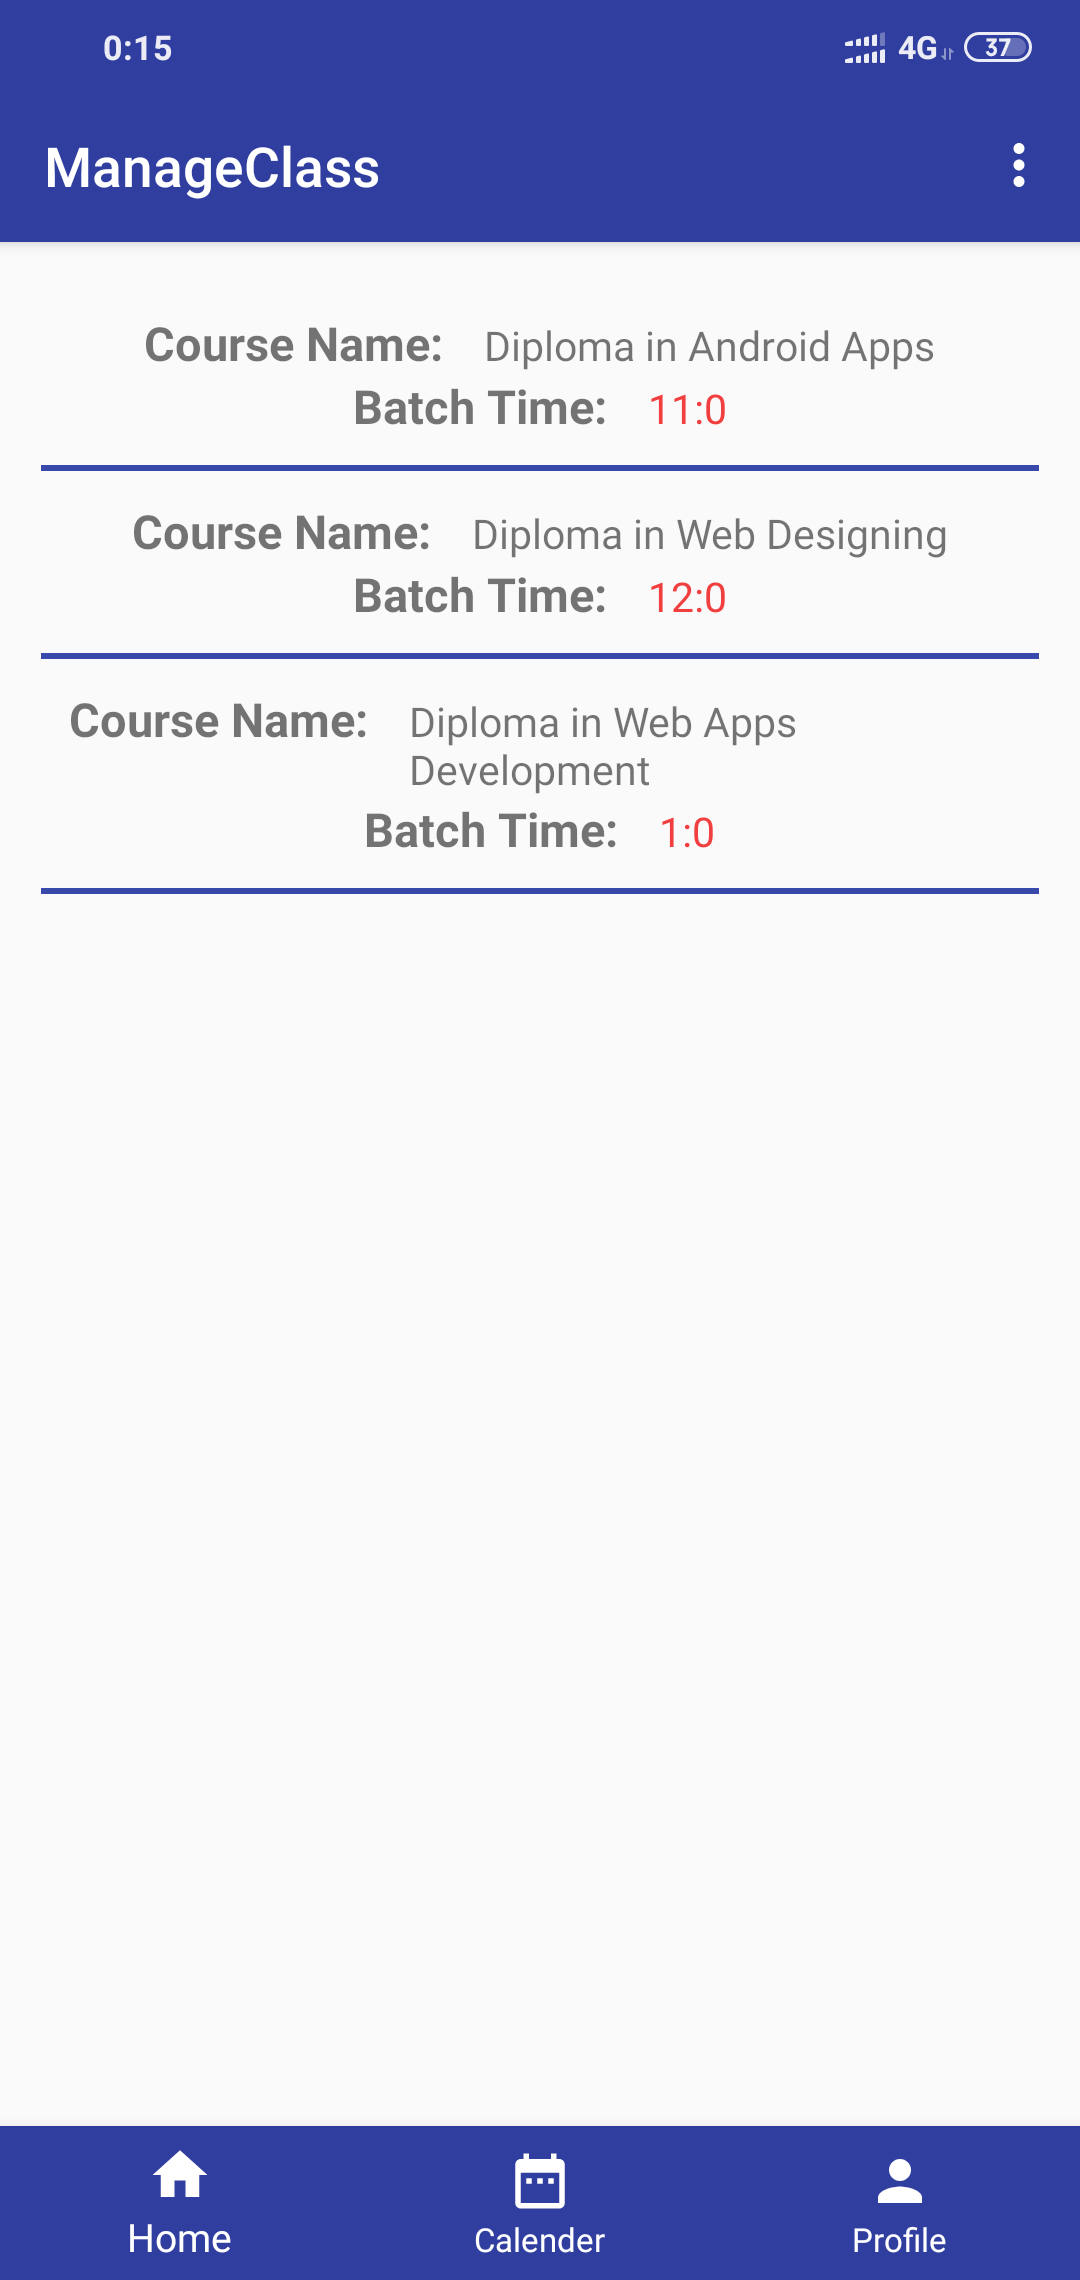 0:15 4G 37
ManageClass
Course Name: Diploma in Android Apps
Batch Time: 11:0
Course Name: Diploma in Web Designing
Batch Time: 12:0
Course Name: Diploma in Web Apps
Development
Batch Time: 1:0
Home Calender Profile